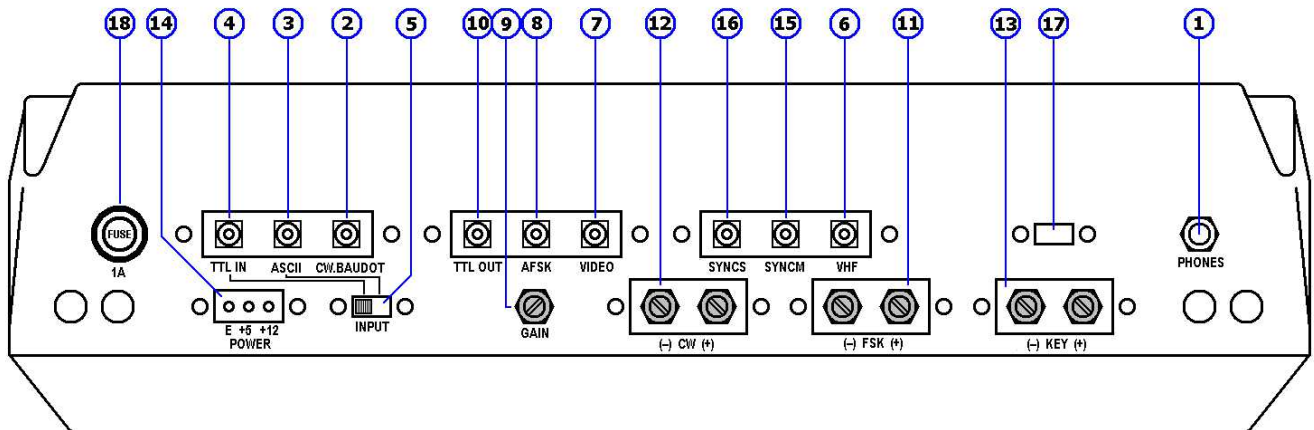 18 14 4 3 2 5 10 9 8 7 12 16 15 6 11 13 17 1
FUSE
1A
TTL IN ASCII CW.BAUDOT
TTL OUT AFSK VIDEO
SYNCS SYNCM VHF
PHONES
E +5 +12
POWER
INPUT
GAIN
(–) CW (+)
(–) FSK (+)
(–) KEY (+)